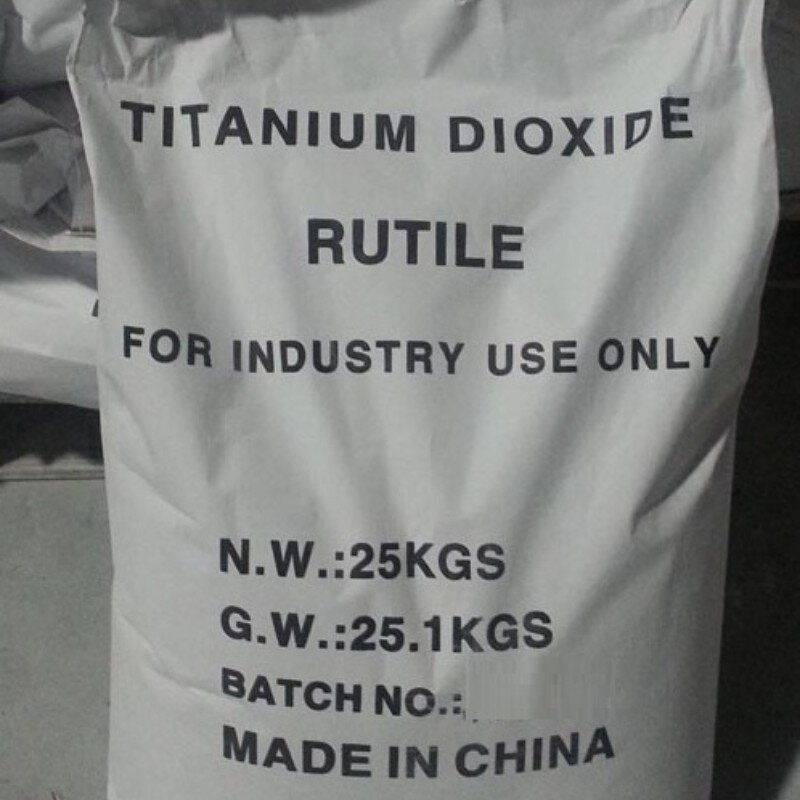 TITANIUM DIOXIDE
RUTILE
FOR INDUSTRY USE ONLY
N.W.:25KGS
G.W.:25.1KGS
BATCH NO.:
MADE IN CHINA